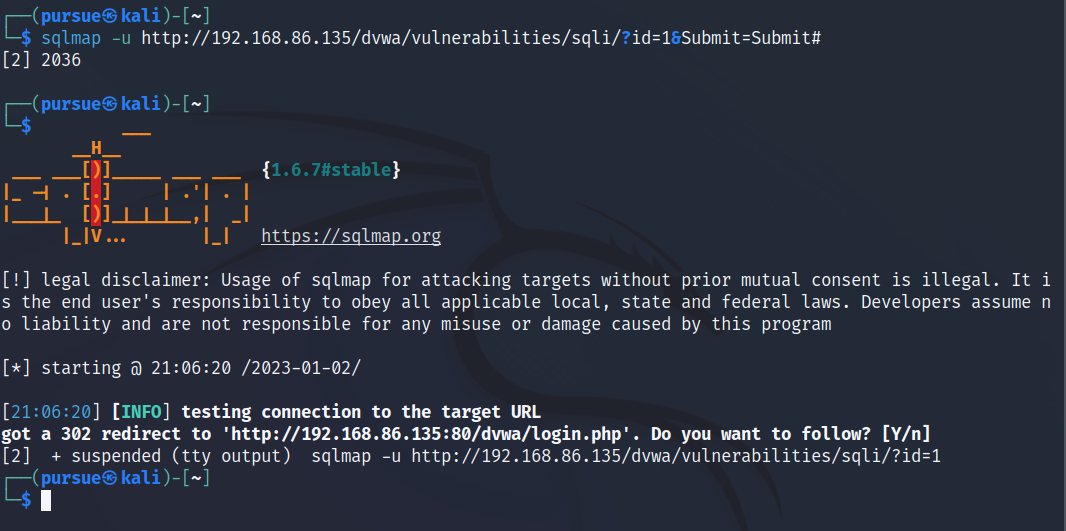 ┌──(pursue㉿kali)-[~]
└─$ sqlmap -u http://192.168.86.135/dvwa/vulnerabilities/sqli/?id=1&Submit=Submit#
[2] 2036
┌──(pursue㉿kali)-[~]
└─$
        ___
       __H__
 ___ ___[)]_____ ___ ___  {1.6.7#stable}
|_ -| . [.]     | .'| . |
|___|_  [)]_|_|_|__,|  _|
      |_|V...       |_|   https://sqlmap.org
[!] legal disclaimer: Usage of sqlmap for attacking targets without prior mutual consent is illegal. It i
s the end user's responsibility to obey all applicable local, state and federal laws. Developers assume n
o liability and are not responsible for any misuse or damage caused by this program
[*] starting @ 21:06:20 /2023-01-02/
[21:06:20] [INFO] testing connection to the target URL
got a 302 redirect to 'http://192.168.86.135:80/dvwa/login.php'. Do you want to follow? [Y/n]
[2]  + suspended (tty output)  sqlmap -u http://192.168.86.135/dvwa/vulnerabilities/sqli/?id=1
┌──(pursue㉿kali)-[~]
└─$